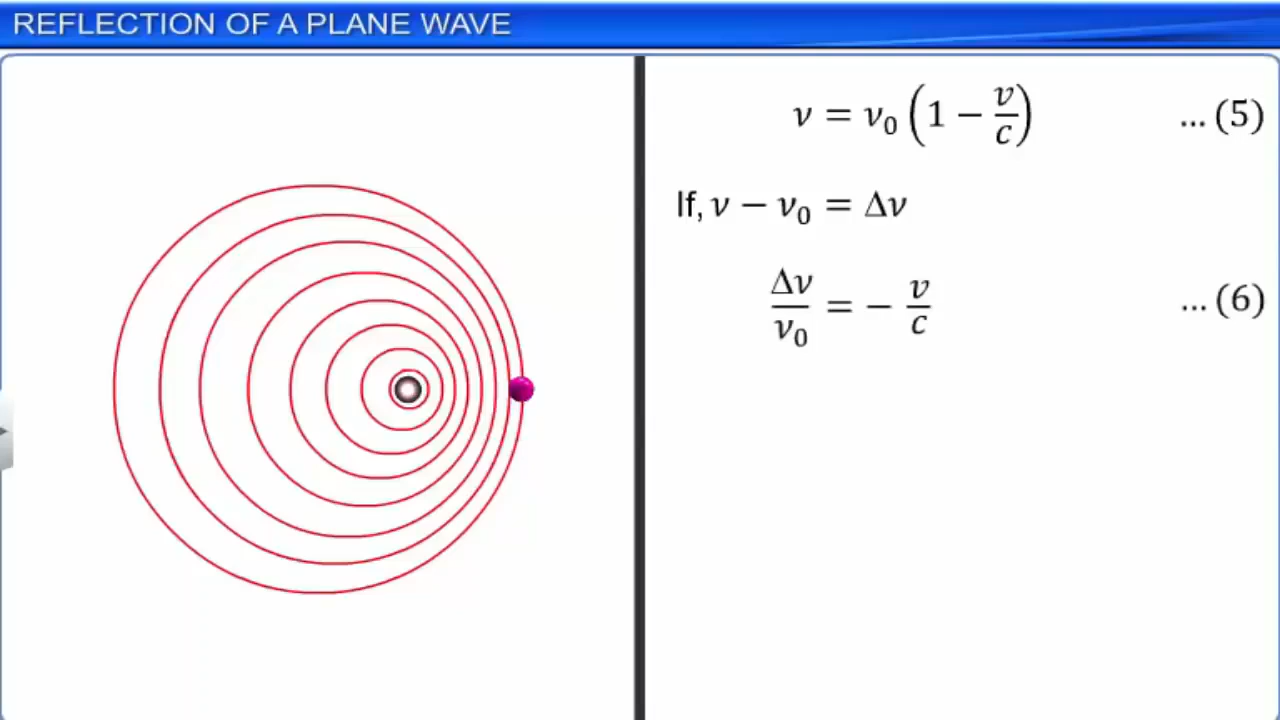 REFLECTION OF A PLANE WAVE
ν = ν₀ (1 − v/c) ... (5)
If, ν − ν₀ = Δν
Δν/ν₀ = − v/c ... (6)